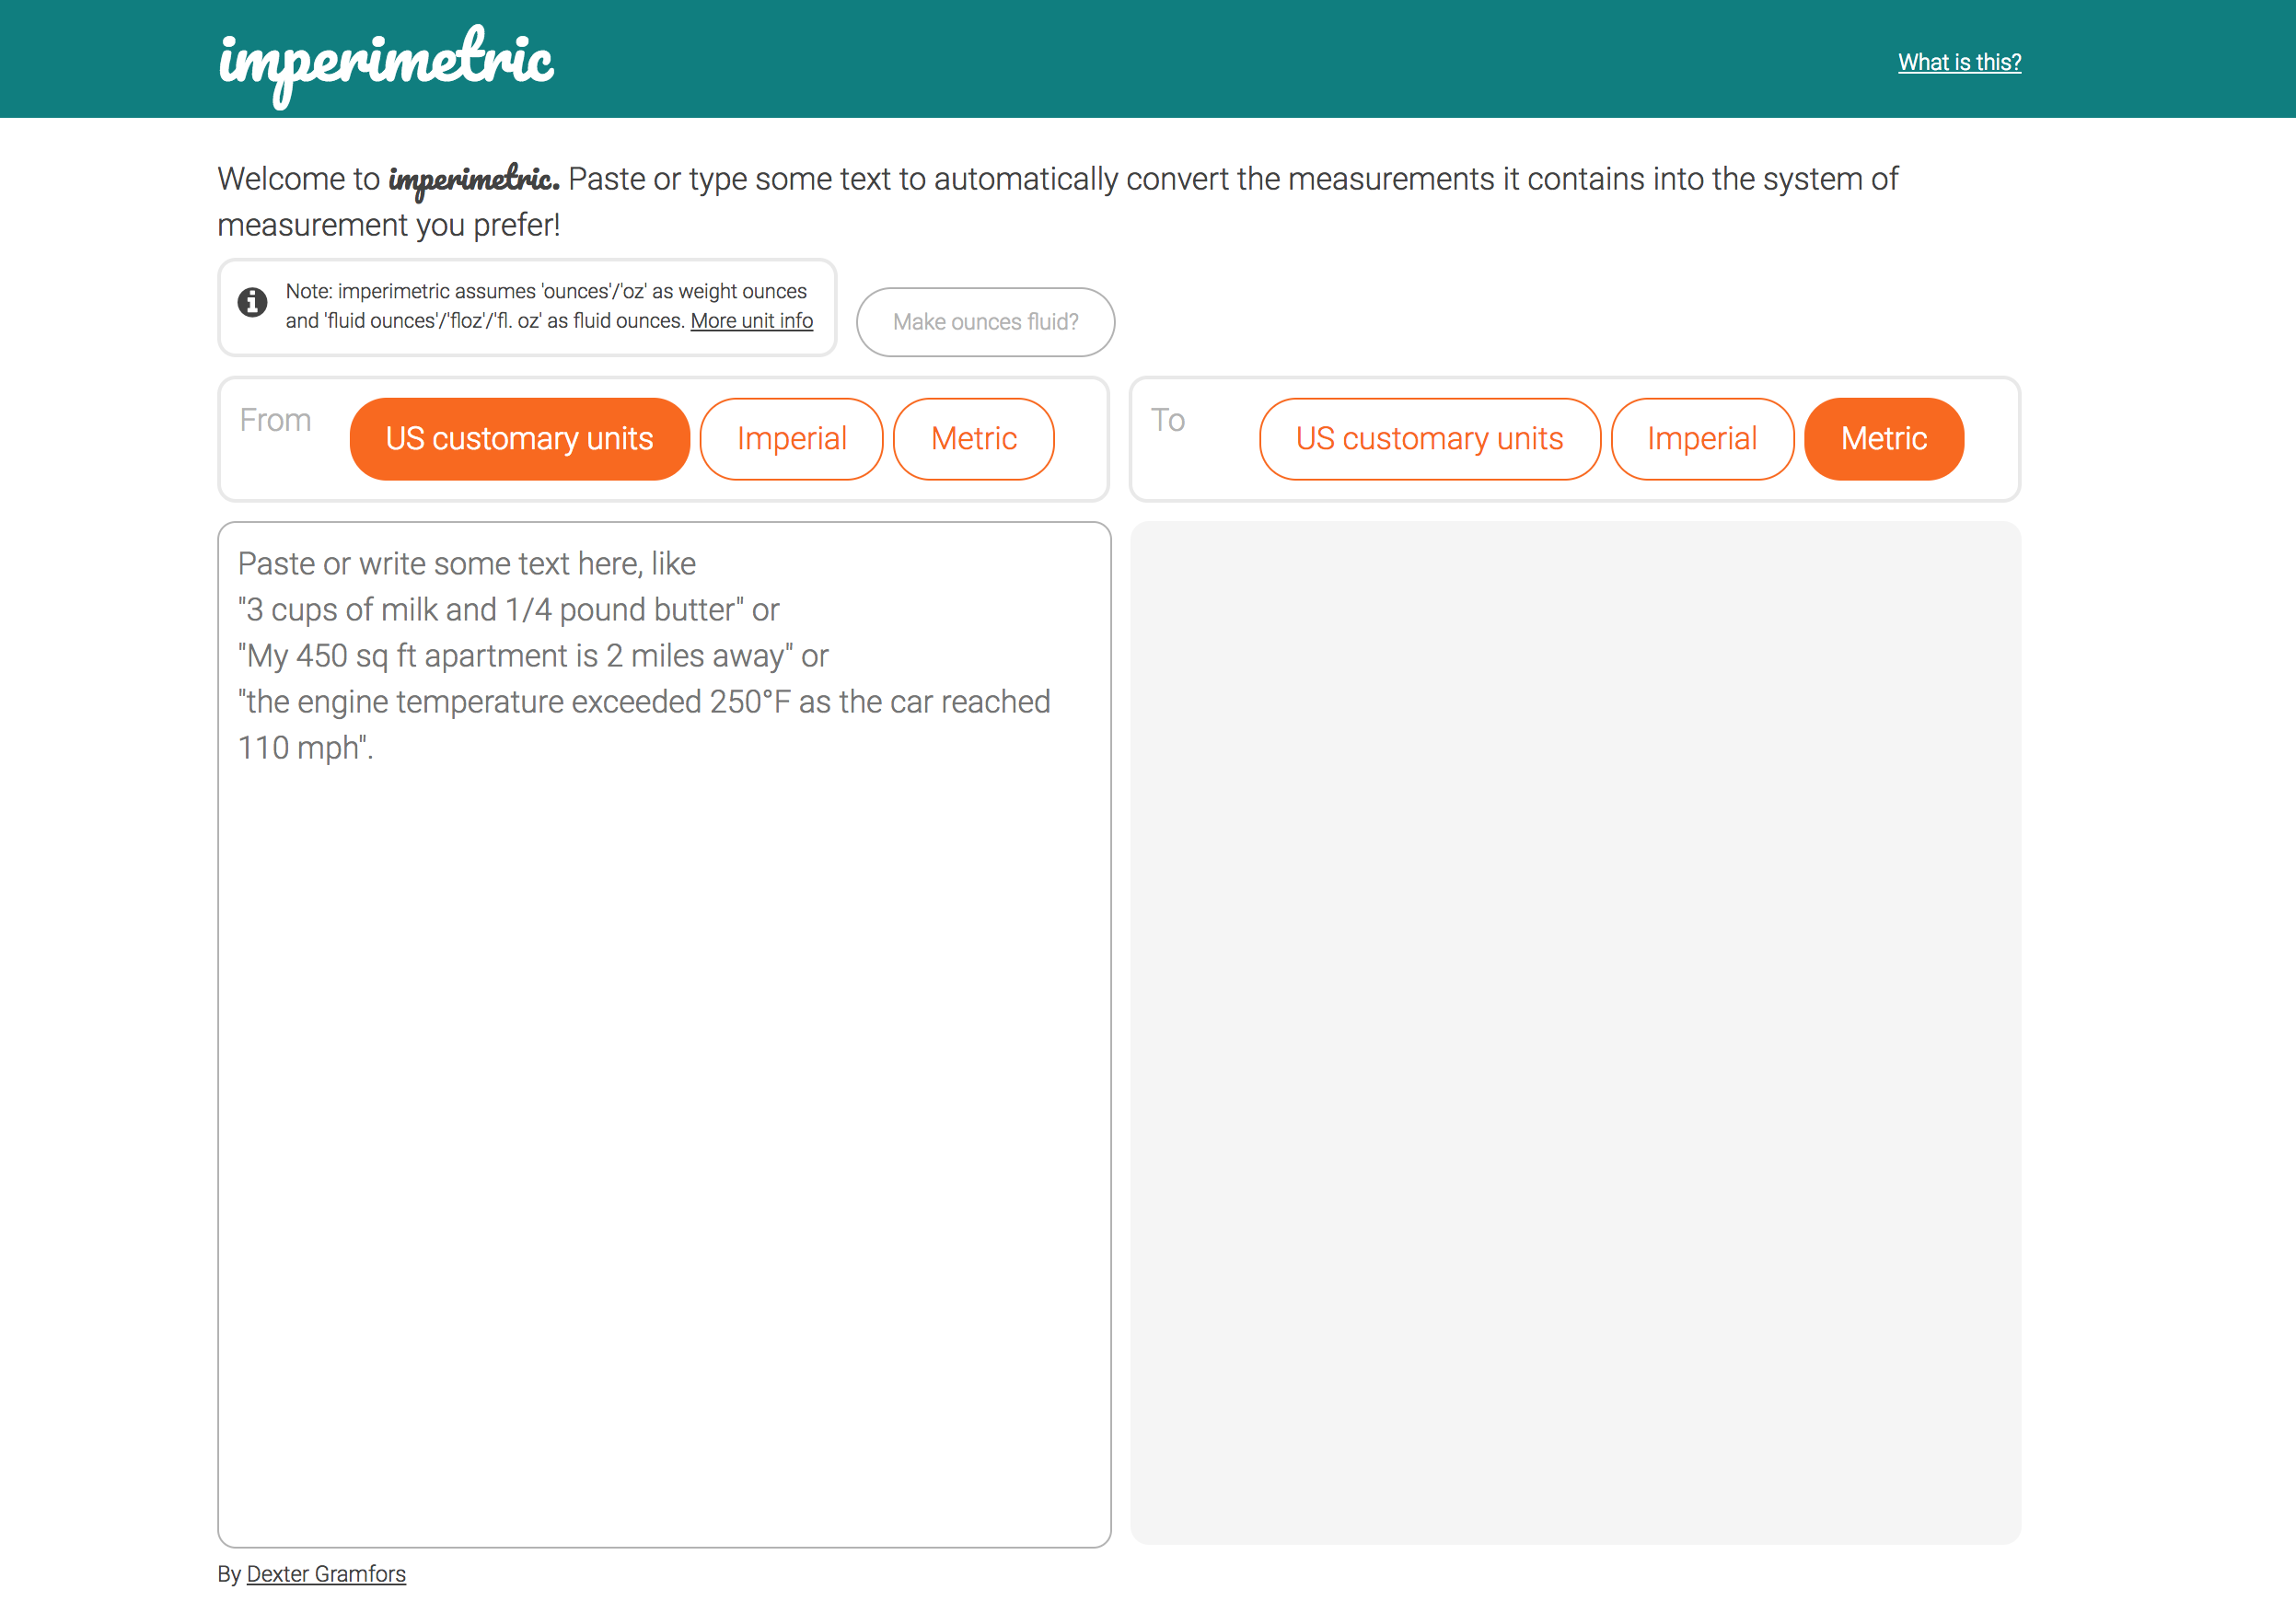 imperimetric
What is this?
Welcome to imperimetric. Paste or type some text to automatically convert the measurements it contains into the system of
measurement you prefer!
Note: imperimetric assumes 'ounces'/'oz' as weight ounces
and 'fluid ounces'/'floz'/'fl. oz' as fluid ounces. More unit info
Make ounces fluid?
From
US customary units
Imperial
Metric
To
US customary units
Imperial
Metric
Paste or write some text here, like
"3 cups of milk and 1/4 pound butter" or
"My 450 sq ft apartment is 2 miles away" or
"the engine temperature exceeded 250°F as the car reached
110 mph".
By Dexter Gramfors